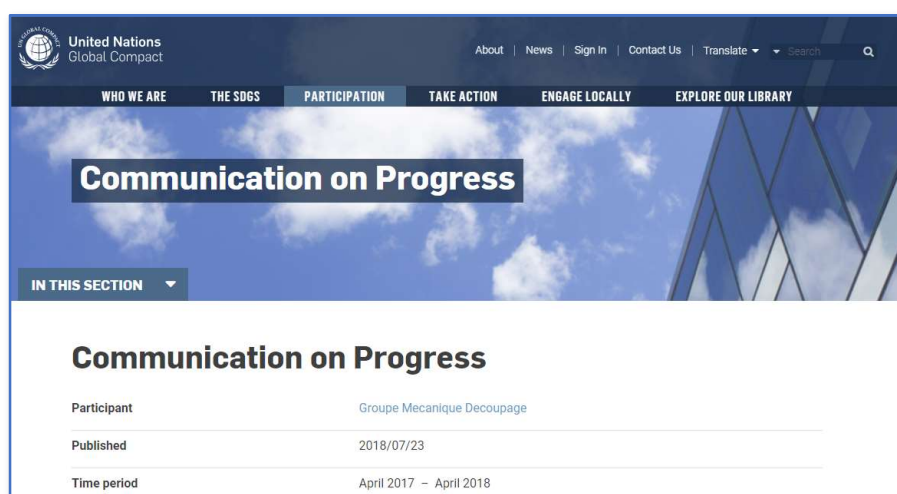 United Nations
Global Compact
About | News | Sign In | Contact Us | Translate Search
WHO WE ARE THE SDGS PARTICIPATION TAKE ACTION ENGAGE LOCALLY EXPLORE OUR LIBRARY
Communication on Progress
IN THIS SECTION
Communication on Progress
Participant Groupe Mecanique Decoupage
Published 2018/07/23
Time period April 2017 – April 2018